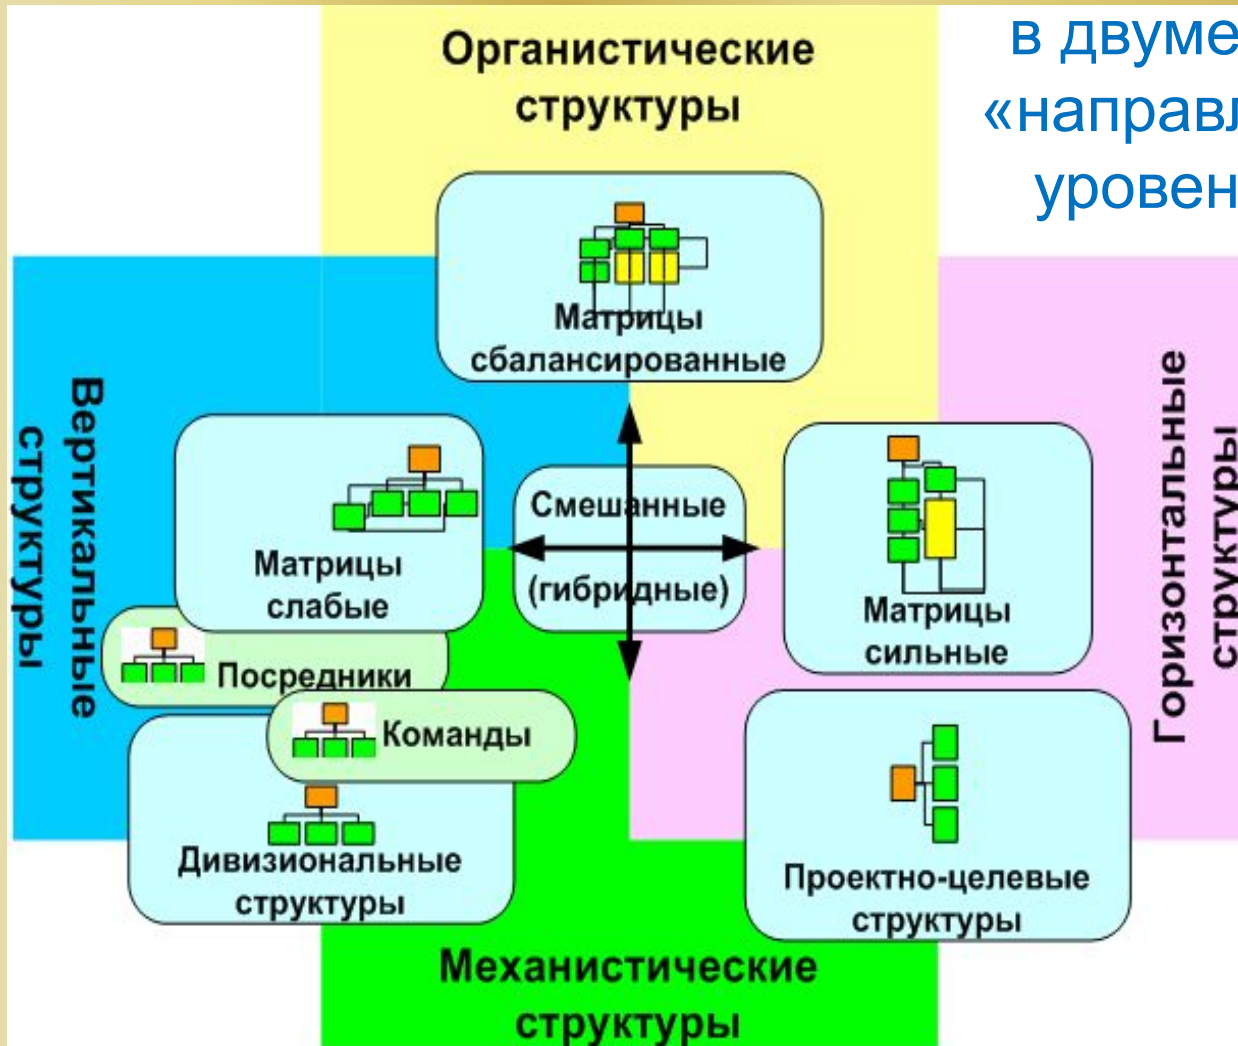 Органистические
структуры
в двуме
«направл
уровен
Матрицы
сбалансированные
Вертикальные
структуры
Горизонтальные
структуры
Матрицы
слабые
Смешанные
(гибридные)
Матрицы
сильные
Посредники
Команды
Дивизиональные
структуры
Проектно-целевые
структуры
Механистические
структуры